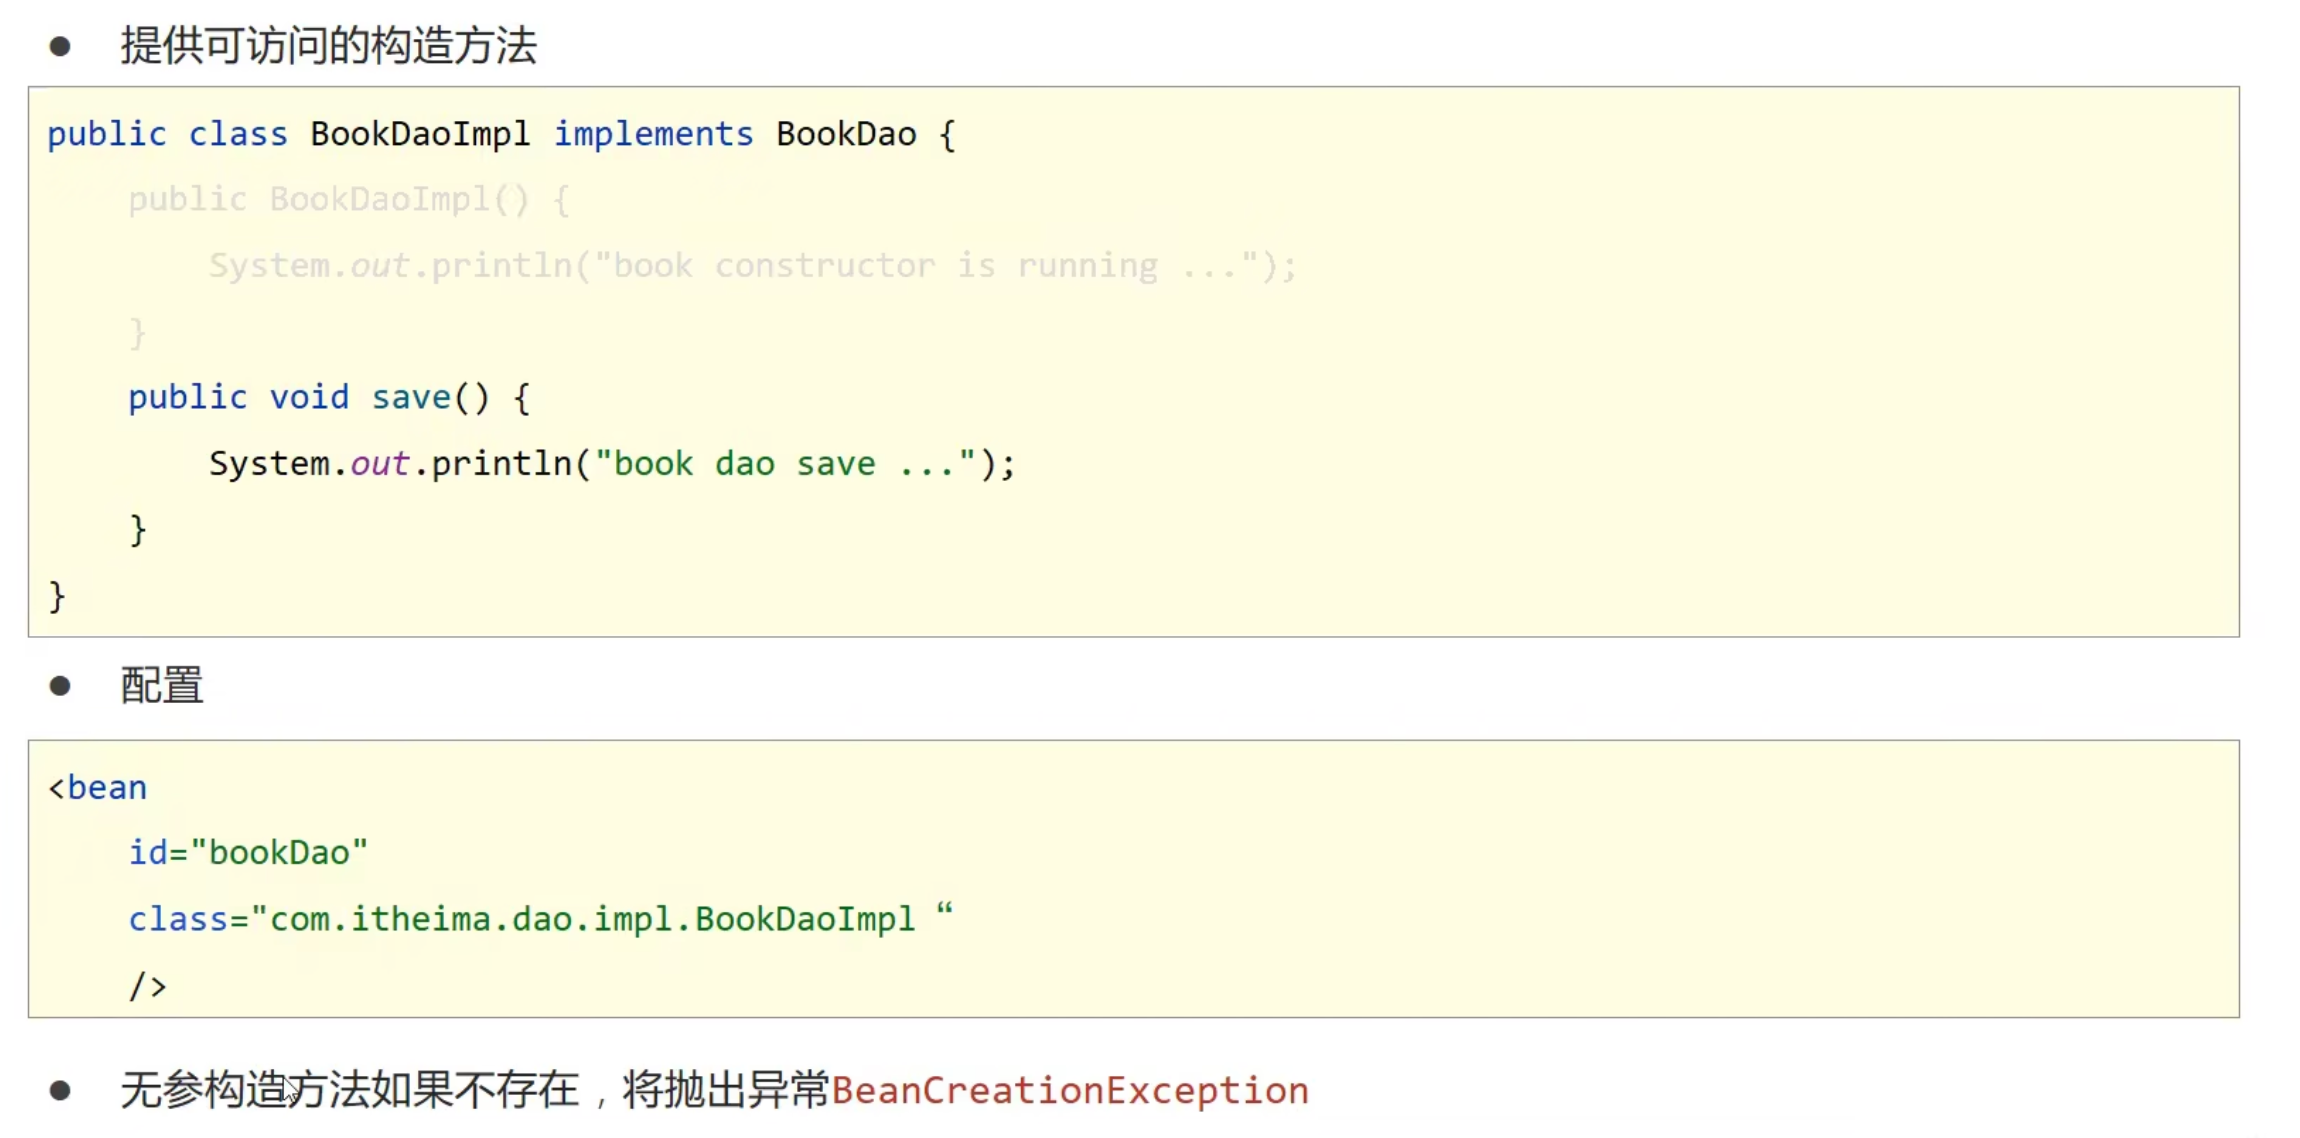 ● 提供可访问的构造方法
public class BookDaoImpl implements BookDao {
    public BookDaoImpl() {
        System.out.println("book constructor is running ...");
    }
    public void save() {
        System.out.println("book dao save ...");
    }
}
● 配置
<bean
    id="bookDao"
    class="com.itheima.dao.impl.BookDaoImpl “
    />
● 无参构造方法如果不存在，将抛出异常BeanCreationException